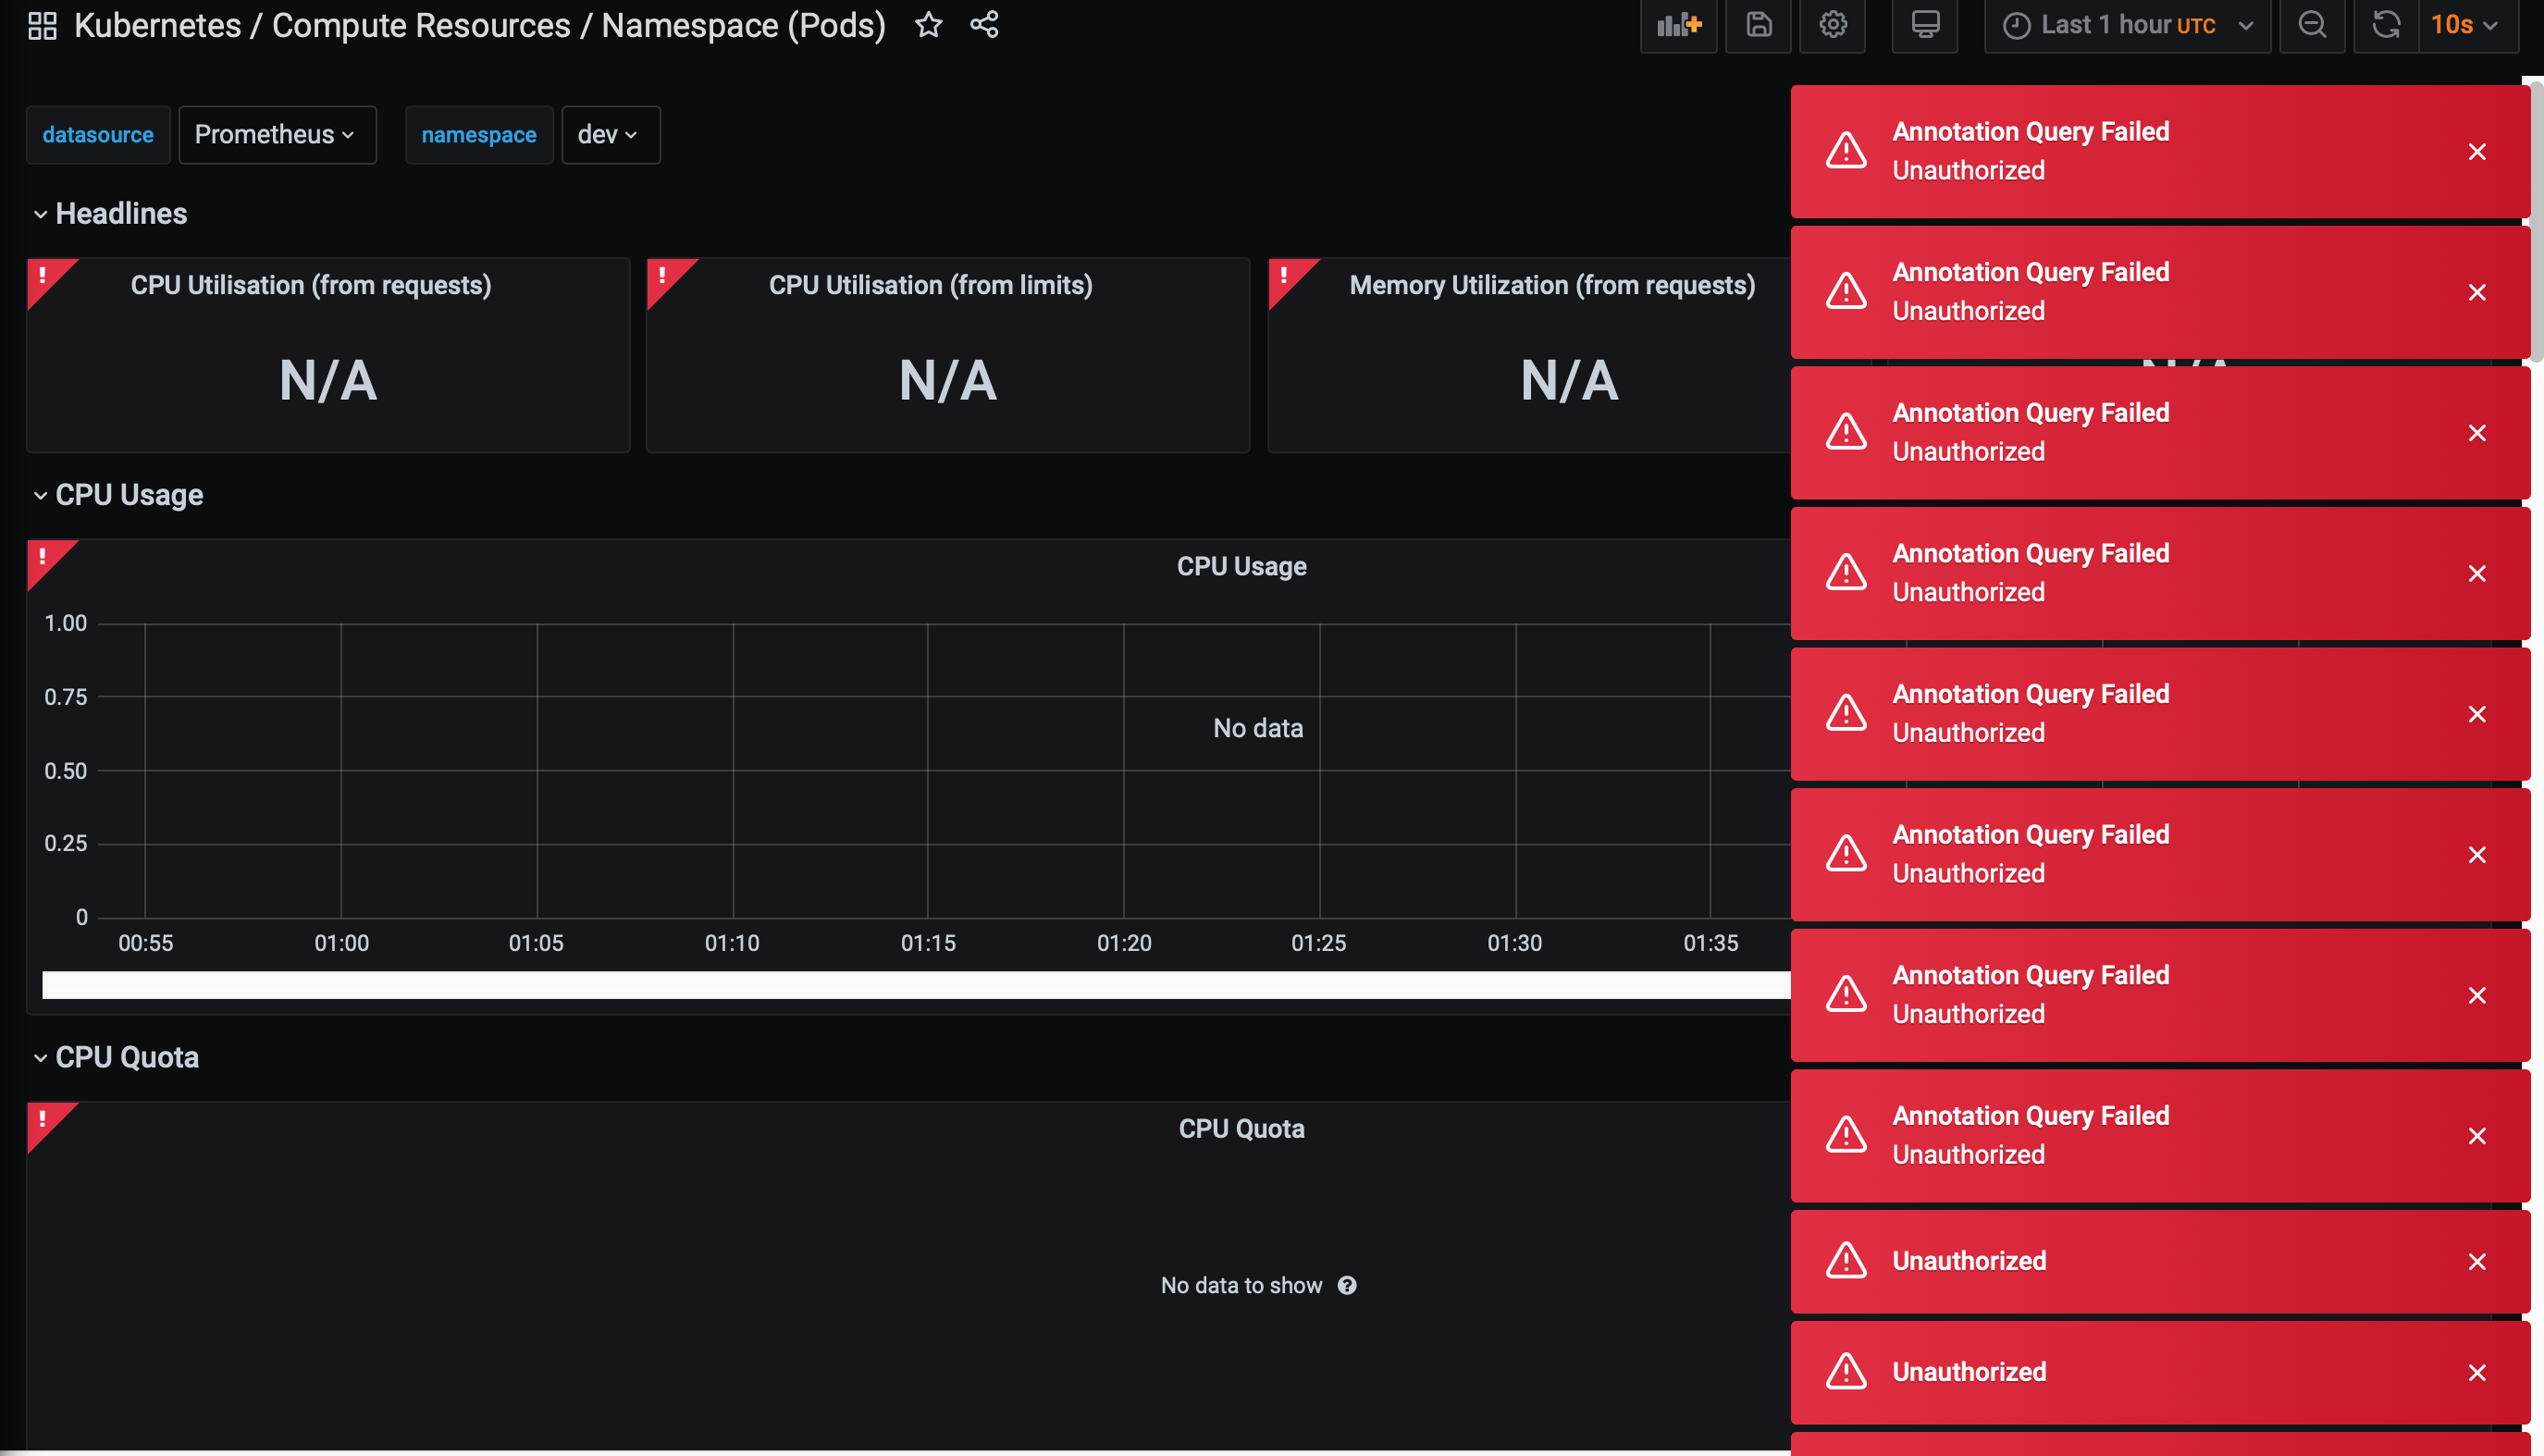 Kubernetes / Compute Resources / Namespace (Pods)
Last 1 hour UTC
10s
datasource
Prometheus
namespace
dev
Headlines
!
CPU Utilisation (from requests)
N/A
!
CPU Utilisation (from limits)
N/A
!
Memory Utilization (from requests)
N/A
CPU Usage
!
CPU Usage
1.00
0.75
0.50
0.25
0
No data
00:55
01:00
01:05
01:10
01:15
01:20
01:25
01:30
01:35
CPU Quota
!
CPU Quota
No data to show
Annotation Query Failed
Unauthorized
Annotation Query Failed
Unauthorized
Annotation Query Failed
Unauthorized
Annotation Query Failed
Unauthorized
Annotation Query Failed
Unauthorized
Annotation Query Failed
Unauthorized
Annotation Query Failed
Unauthorized
Annotation Query Failed
Unauthorized
Unauthorized
Unauthorized